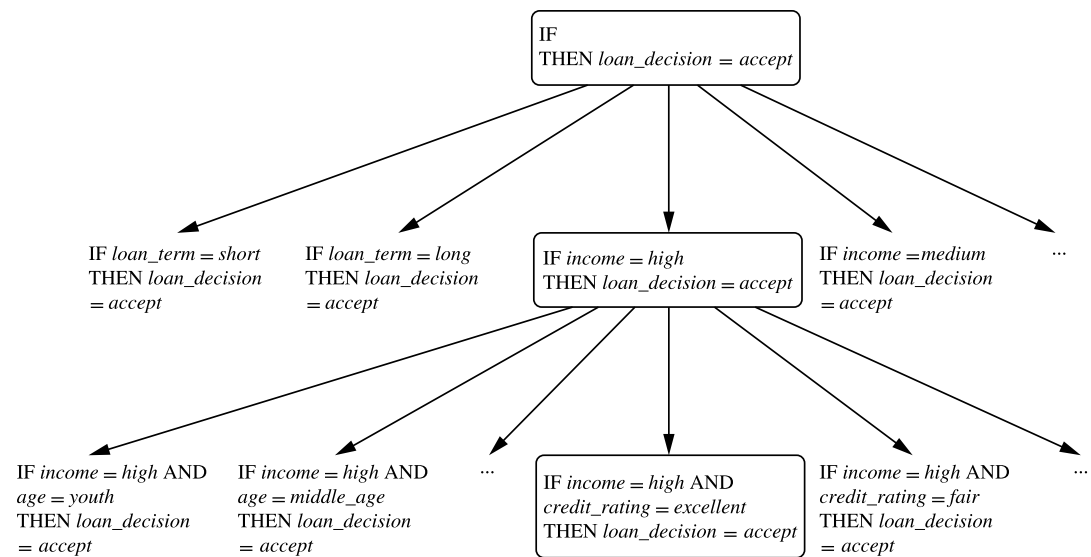 IF
THEN loan_decision = accept
IF loan_term = short
THEN loan_decision
= accept
IF loan_term = long
THEN loan_decision
= accept
IF income = high
THEN loan_decision = accept
IF income =medium
THEN loan_decision
= accept
...
IF income = high AND
age = youth
THEN loan_decision
= accept
IF income = high AND
age = middle_age
THEN loan_decision
= accept
...
IF income = high AND
credit_rating = excellent
THEN loan_decision = accept
IF income = high AND
credit_rating = fair
THEN loan_decision
= accept
...